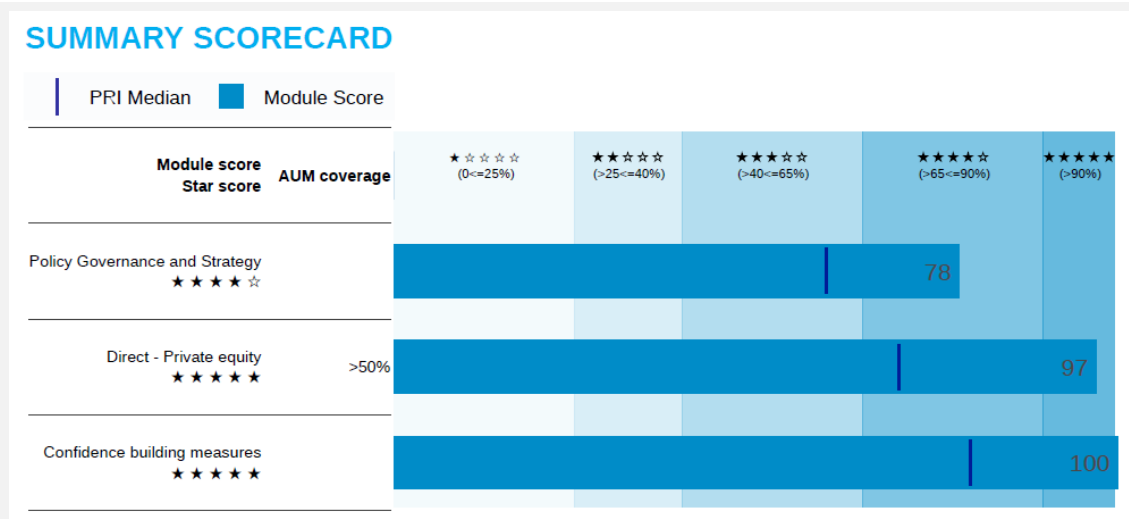 SUMMARY SCORECARD
PRI Median Module Score
Module score
Star score
AUM coverage
★☆☆☆☆
(0<=25%)
★★☆☆☆
(>25<=40%)
★★★☆☆
(>40<=65%)
★★★★☆
(>65<=90%)
★★★★★
(>90%)
Policy Governance and Strategy
★★★★☆
78
Direct - Private equity
★★★★★
>50%
97
Confidence building measures
★★★★★
100